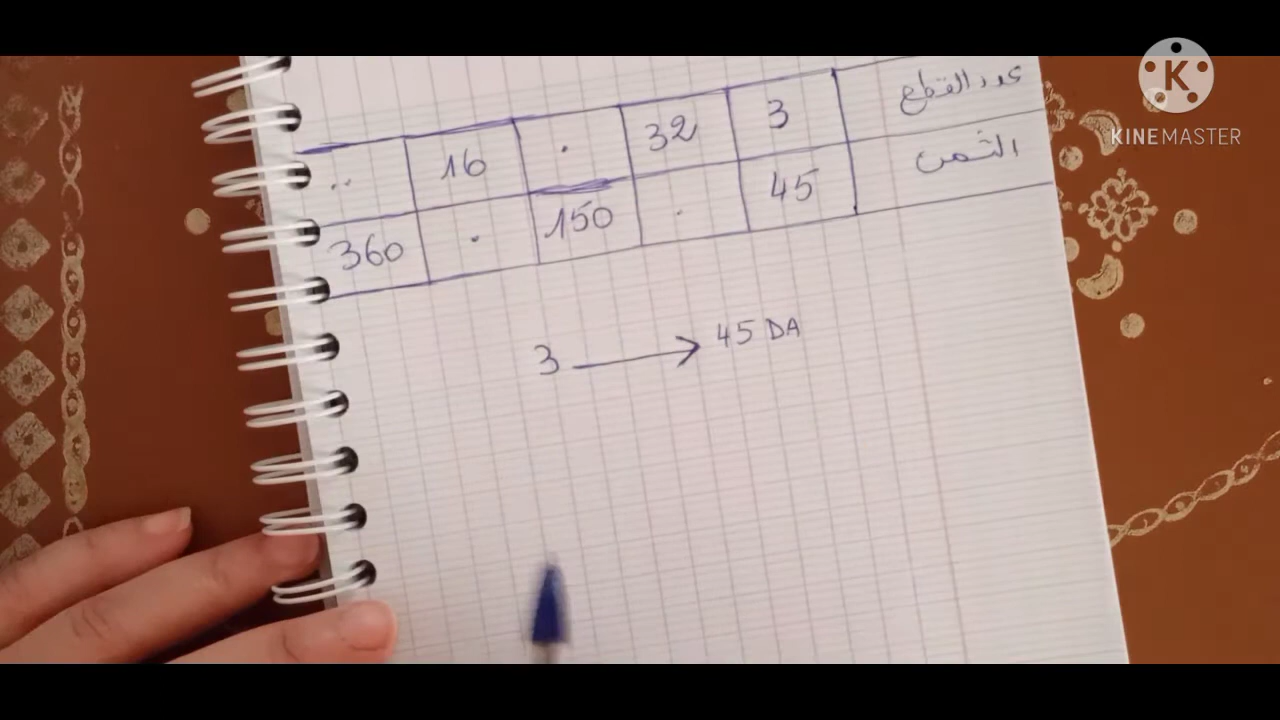 عدد القطع 3 32 . 16 ..
الثمن 45 . 150 . 360
3 → 45 DA
K
KINEMASTER